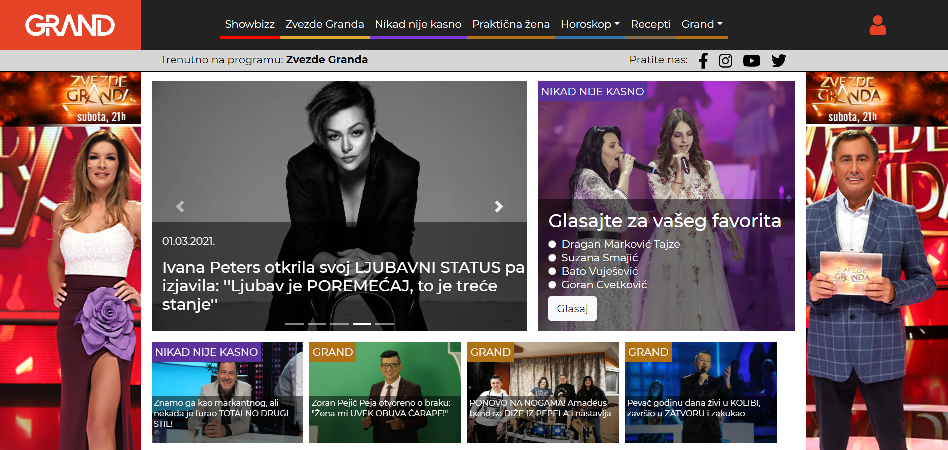 GRAND
Showbizz Zvezde Granda Nikad nije kasno Praktična žena Horoskop Recepti Grand
Trenutno na programu: Zvezde Granda
Pratite nas:
ZVEZDE
GRANDA
subota, 21h
01.03.2021.
Ivana Peters otkrila svoj LJUBAVNI STATUS pa
izjavila: "Ljubav je POREMEĆAJ, to je treće
stanje"
NIKAD NIJE KASNO
Glasajte za vašeg favorita
Dragan Marković Tajze
Suzana Smajić
Bato Vuješević
Goran Cvetković
Glasaj
ZVEZDE
GRANDA
subota, 21h
ZVEZDE
GRANDA
NIKAD NIJE KASNO
Znamo ga kao markantnog, ali
nekada je furao TOTALNO DRUGI
STIL!
GRAND
Zoran Pejić Peja otvoreno o braku:
"Žena mi UVEK OBUVA ČARAPE!"
GRAND
PONOVO NA NOGAMA! Amadeus
bend se DIŽE IZ PEPELA i nastavlja
GRAND
Pevač godinu dana živi u KOLIBI,
završio u ZATVORU i zakukao